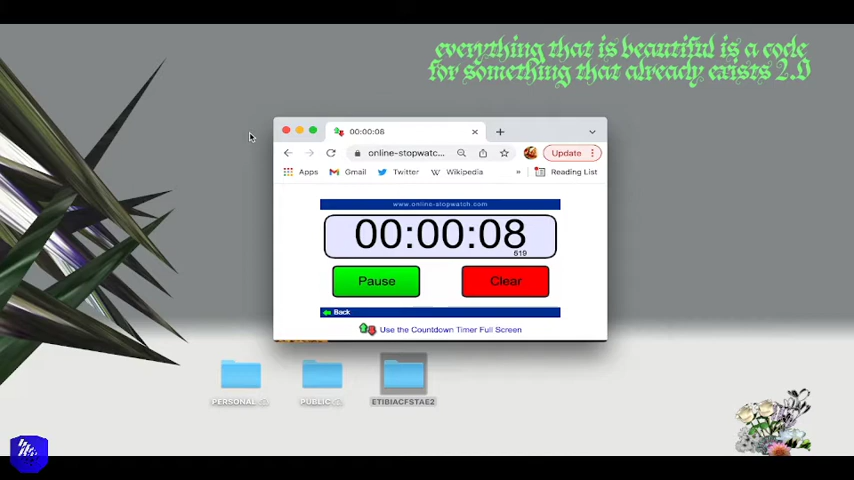 everything that is beautiful is a code
for something that already exists 2.0
00:00:08
online-stopwatc...
Update
Apps
Gmail
Twitter
Wikipedia
»
Reading List
www.online-stopwatch.com
00:00:08
519
Pause
Clear
Back
Use the Countdown Timer Full Screen
ETIBIACFSTAE2